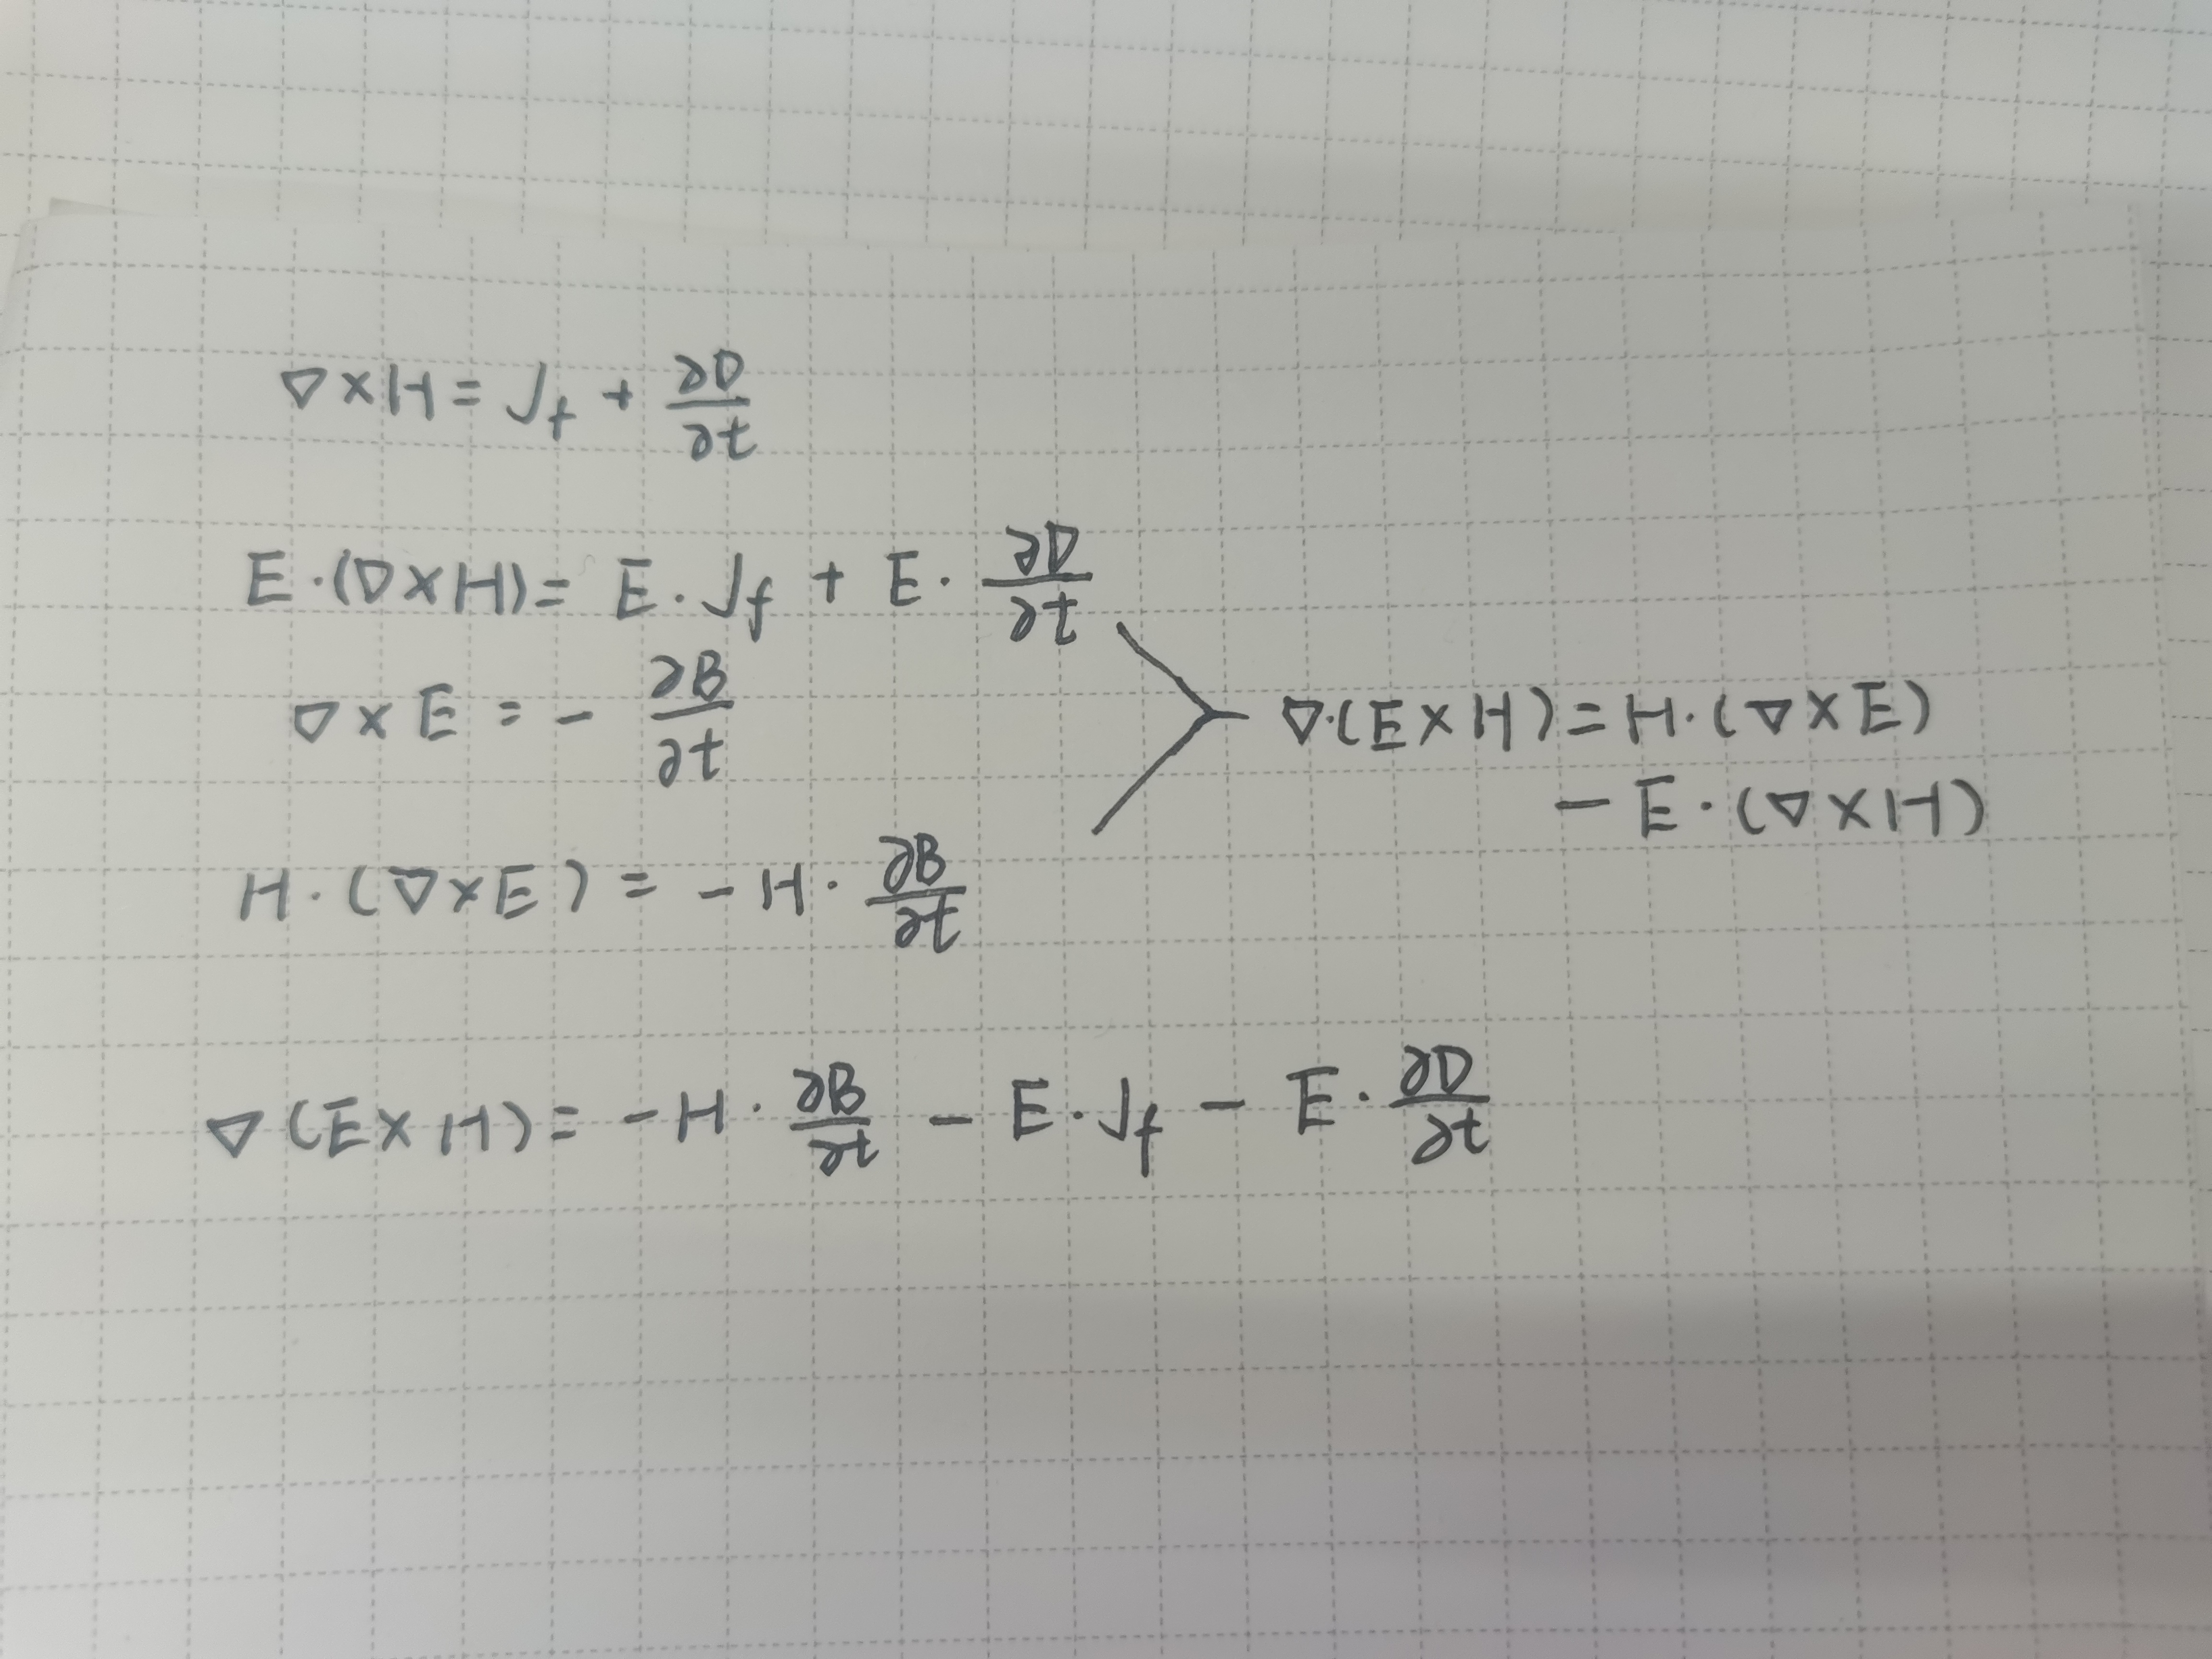 ∇×H = J_f + ∂D/∂t
E·(∇×H) = E·J_f + E·∂D/∂t
∇×E = -∂B/∂t
∇·(E×H) = H·(∇×E)
- E·(∇×H)
H·(∇×E) = -H·∂B/∂t
∇(E×H) = -H·∂B/∂t - E·J_f - E·∂D/∂t